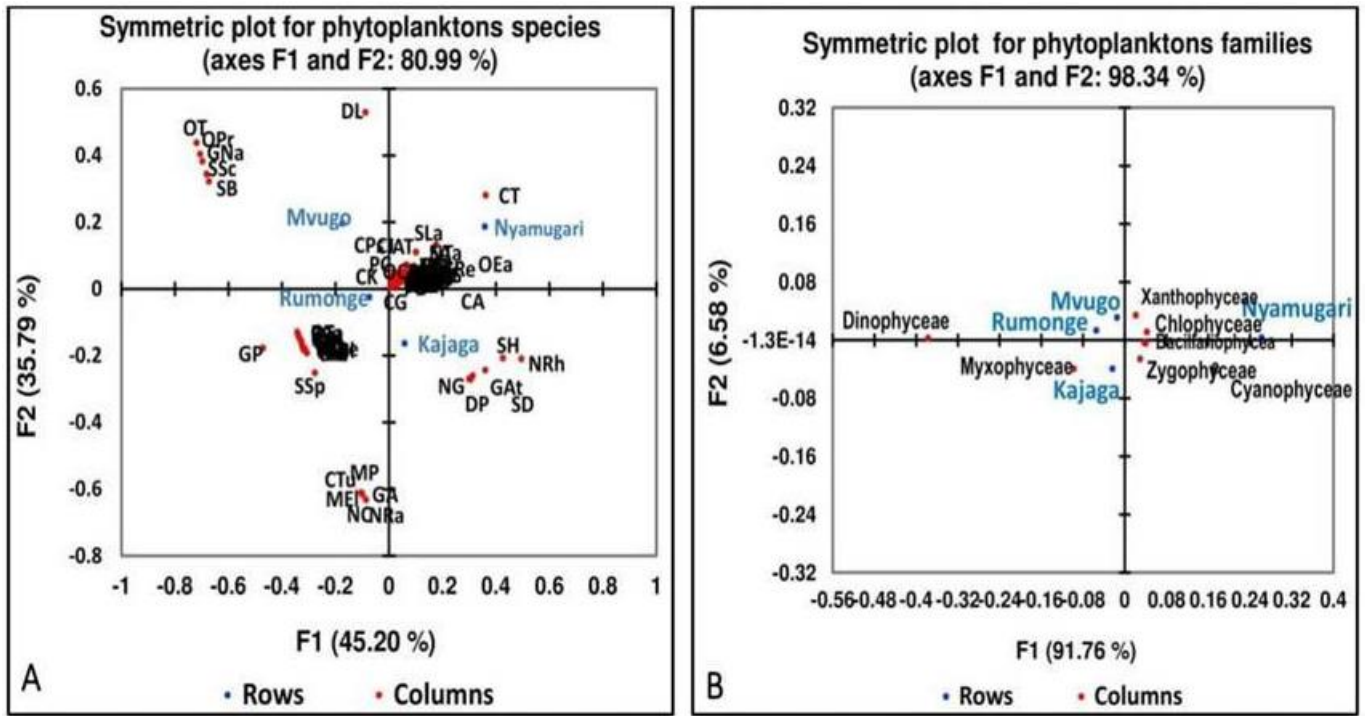 Symmetric plot for phytoplanktons species
(axes F1 and F2: 80.99 %)
0.6
0.4
0.2
0
-0.2
-0.4
-0.6
-0.8
F2 (35.79 %)
DL
OT
OPr
GNa
SSc
SB
Mvugo
CT
Nyamugari
SLa
OEa
CK
Rumonge
CG
CA
GP
SSp
Kajaga
SH
NRh
NG
GAt
DP
SD
MP
CTu
GA
NRa
-1 -0.8 -0.6 -0.4 -0.2 0 0.2 0.4 0.6 0.8 1
F1 (45.20 %)
A
Rows Columns
Symmetric plot for phytoplanktons families
(axes F1 and F2: 98.34 %)
0.32
0.24
0.16
0.08
-1.3E-14
-0.08
-0.16
-0.24
-0.32
F2 (6.58 %)
Mvugo
Xanthophyceae
Nyamugari
Dinophyceae
Rumonge
Chlophyceae
Bacillariophycea
Myxophyceae
Zygophyceae
Kajaga
Cyanophyceae
-0.56 -0.48 -0.4 -0.32 -0.24 -0.16 -0.08 0 0.08 0.16 0.24 0.32 0.4
F1 (91.76 %)
B
Rows Columns